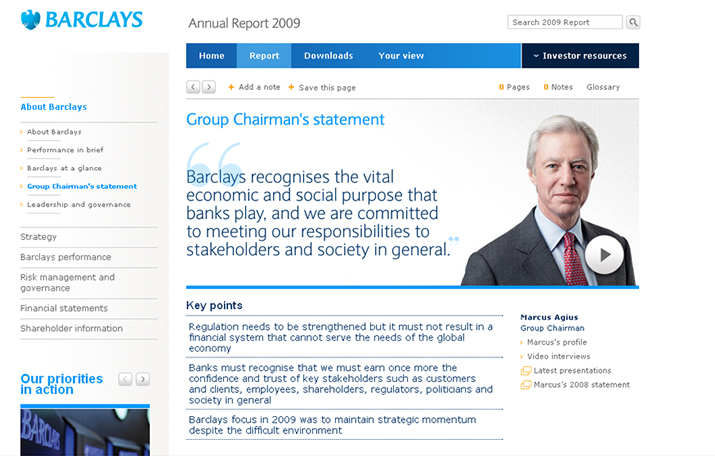 BARCLAYS
Annual Report 2009
Search 2009 Report
Home
Report
Downloads
Your view
Investor resources
Add a note
Save this page
0 Pages
0 Notes
Glossary
About Barclays
About Barclays
Performance in brief
Barclays at a glance
Group Chairman's statement
Leadership and governance
Strategy
Barclays performance
Risk management and
governance
Financial statements
Shareholder information
Our priorities
in action
BARCLAYS
Group Chairman's statement
“Barclays recognises the vital
economic and social purpose that
banks play, and we are committed
to meeting our responsibilities to
stakeholders and society in general.”
Key points
Regulation needs to be strengthened but it must not result in a
financial system that cannot serve the needs of the global
economy
Banks must recognise that we must earn once more the
confidence and trust of key stakeholders such as customers
and clients, employees, shareholders, regulators, politicians and
society in general
Barclays focus in 2009 was to maintain strategic momentum
despite the difficult environment
Marcus Agius
Group Chairman
Marcus's profile
Video interviews
Latest presentations
Marcus's 2008 statement